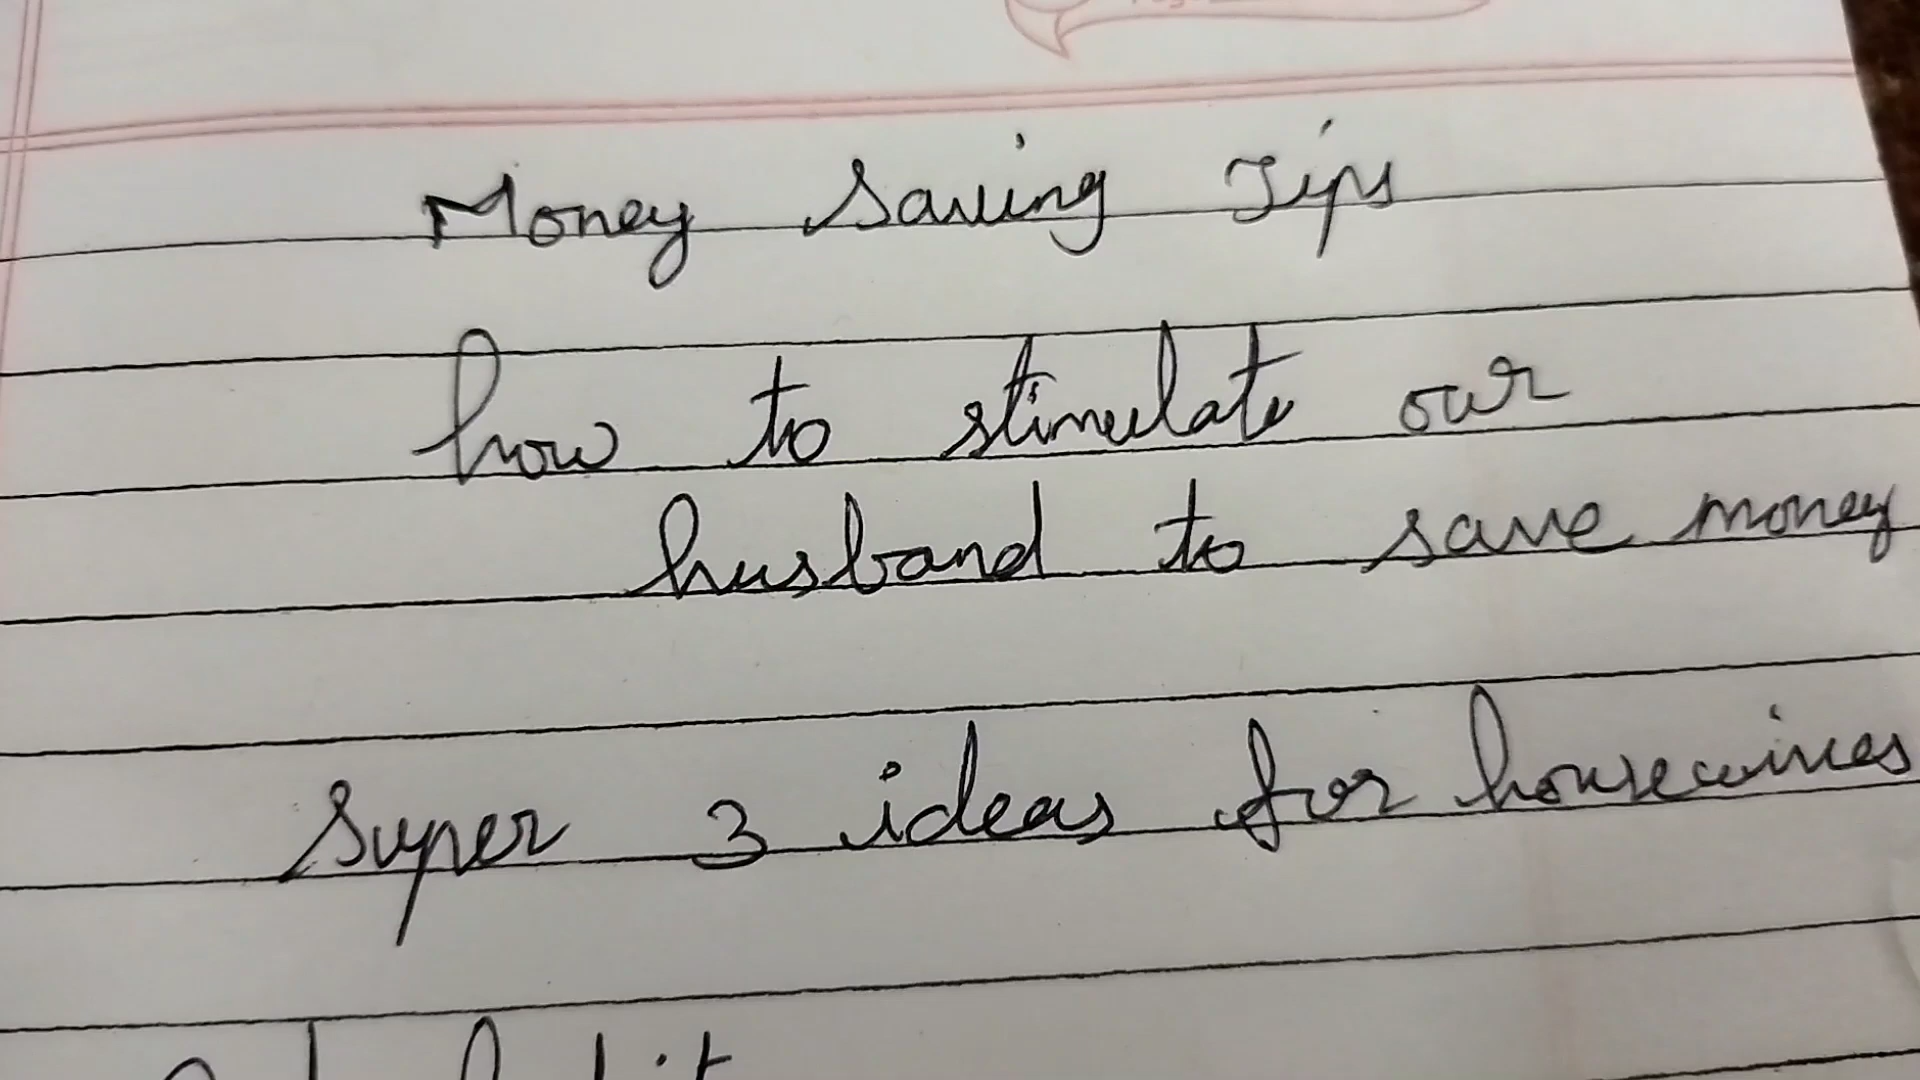 Money Saving Tips
how to stimulate our
husband to save money
Super 3 ideas for housewives